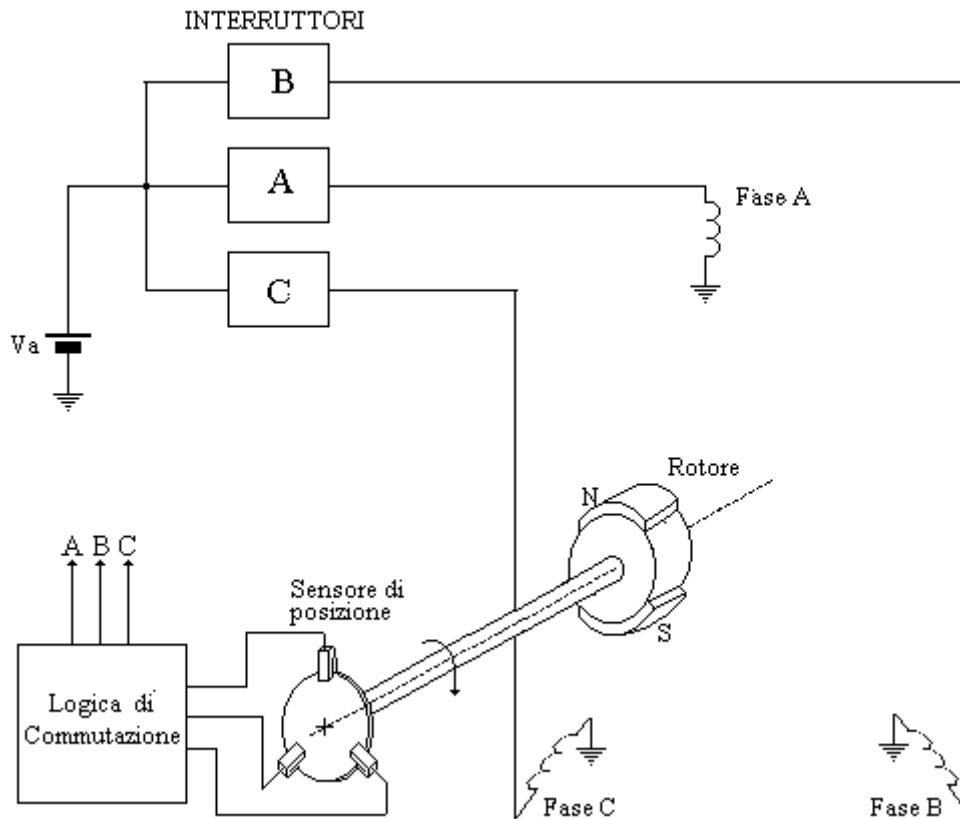 INTERRUTTORI
B
A
Fase A
C
Va
Rotore
N
A B C
Sensore di
posizione
S
Logica di
Commutazione
Fase C
Fase B